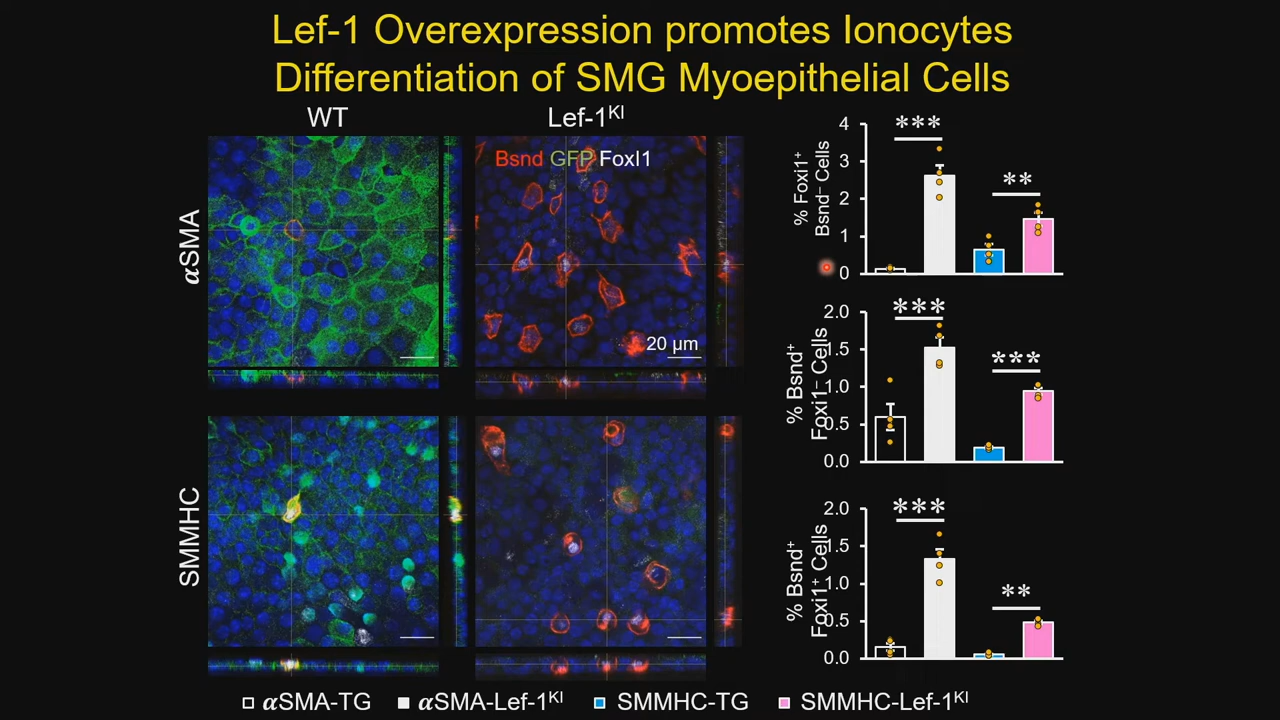 Lef-1 Overexpression promotes Ionocytes
Differentiation of SMG Myoepithelial Cells
WT
Lef-1ᴷᴵ
αSMA
SMMHC
Bsnd GFP FoxI1
20 µm
% Foxi1⁺
Bsnd⁻ Cells
4
3
2
1
0
***
**
% Bsnd⁺
Foxi1⁻ Cells
2.0
1.5
1.0
0.5
0.0
***
***
% Bsnd⁺
Foxi1⁺ Cells
2.0
1.5
1.0
0.5
0.0
***
**
αSMA-TG
αSMA-Lef-1ᴷᴵ
SMMHC-TG
SMMHC-Lef-1ᴷᴵ